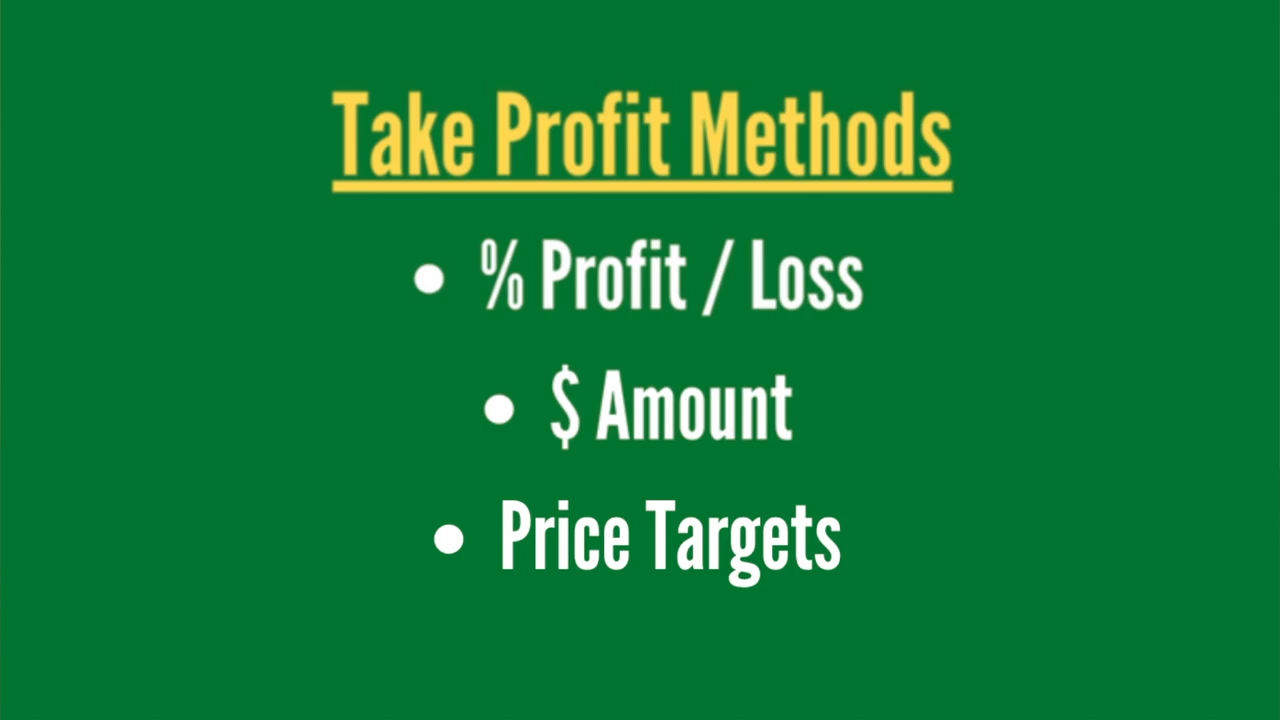 Take Profit Methods
• % Profit / Loss
• $ Amount
• Price Targets